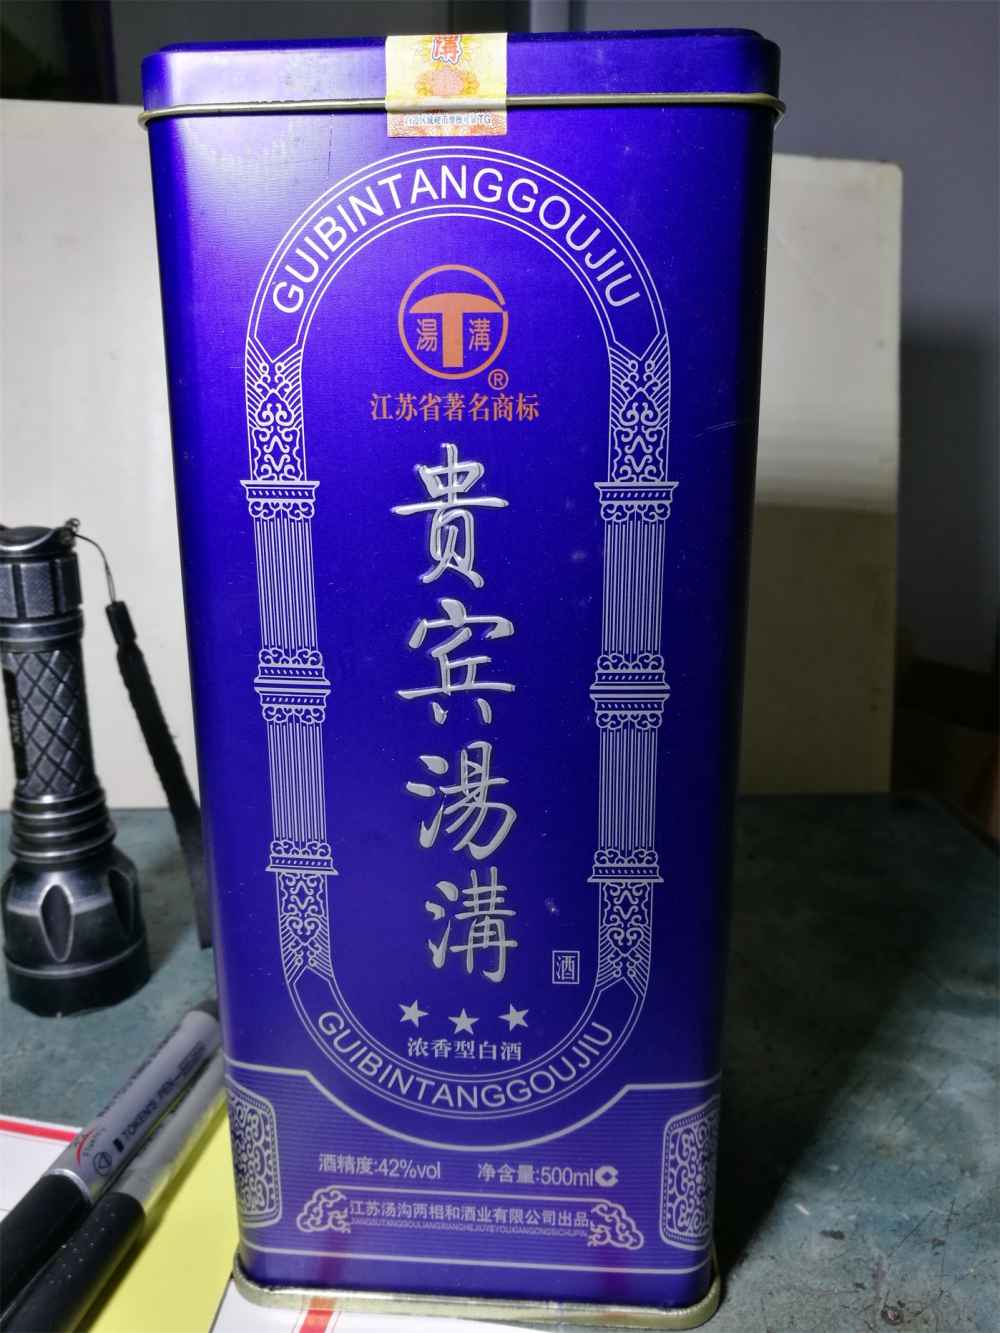 溝
GUIBINTANGGOUJIU
湯 溝
®
江苏省著名商标
贵宾湯溝
酒
浓香型白酒
GUIBINTANGGOUJIU
酒精度:42%vol 净含量:500ml
江苏汤沟两相和酒业有限公司出品